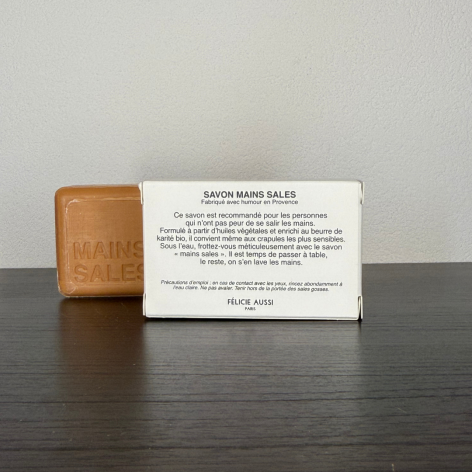 MAINS
SALES
SAVON MAINS SALES
Fabriqué avec humour en Provence
Ce savon est recommandé pour les personnes
qui n'ont pas peur de se salir les mains.
Formulé à partir d'huiles végétales et enrichi au beurre de
karité bio, il convient même aux crapules les plus sensibles.
Sous l'eau, frottez-vous méticuleusement avec le savon
« mains sales ». Il est temps de passer à table,
le reste, on s'en lave les mains.
Précautions d'emploi : en cas de contact avec les yeux, rincez abondamment à
l'eau claire. Ne pas avaler. Tenir hors de la portée des sales gosses.
FÉLICIE AUSSI
PARIS